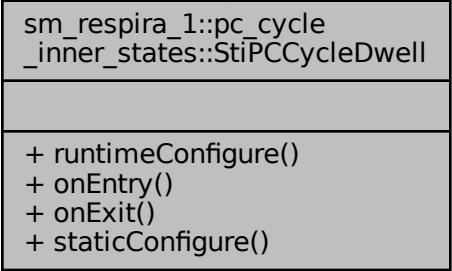 sm_respira_1::pc_cycle
_inner_states::StiPCCycleDwell
+ runtimeConfigure()
+ onEntry()
+ onExit()
+ staticConfigure()